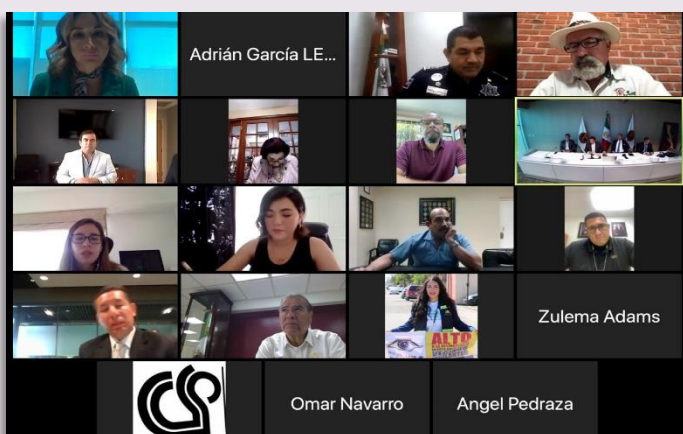 Adrián García LE...
ALTO
Zulema Adams
Omar Navarro
Angel Pedraza